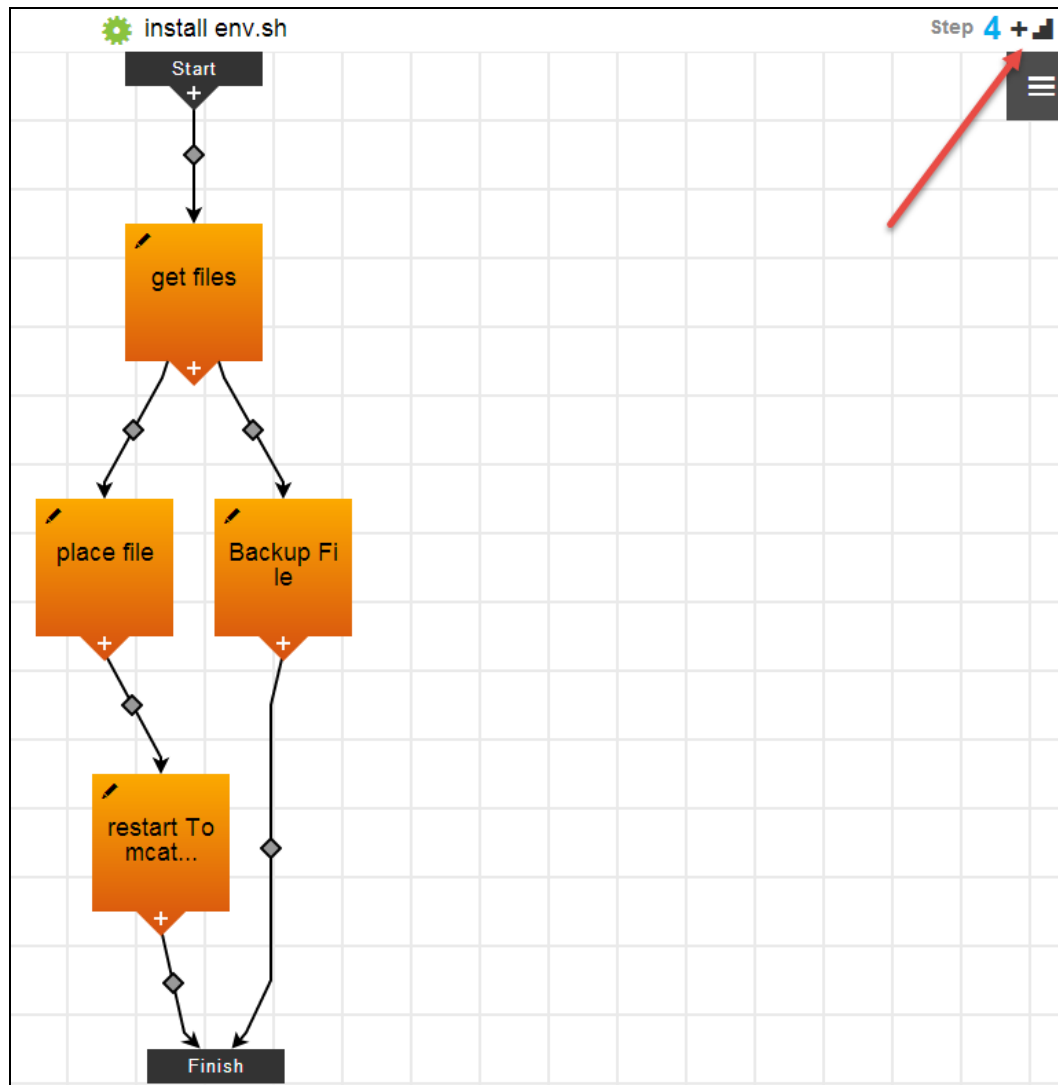 install env.sh
Step 4
Start
get files
place file
Backup Fi
le
restart To
mcat...
Finish